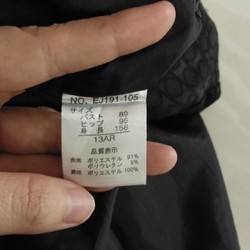 NO. EJ191-105
サイズ
バスト 89
ヒップ 95
身長 156
13AR
品質表示
表地 ポリエステル 91%
ポリウレタン 9%
裏地 ポリエステル 100%